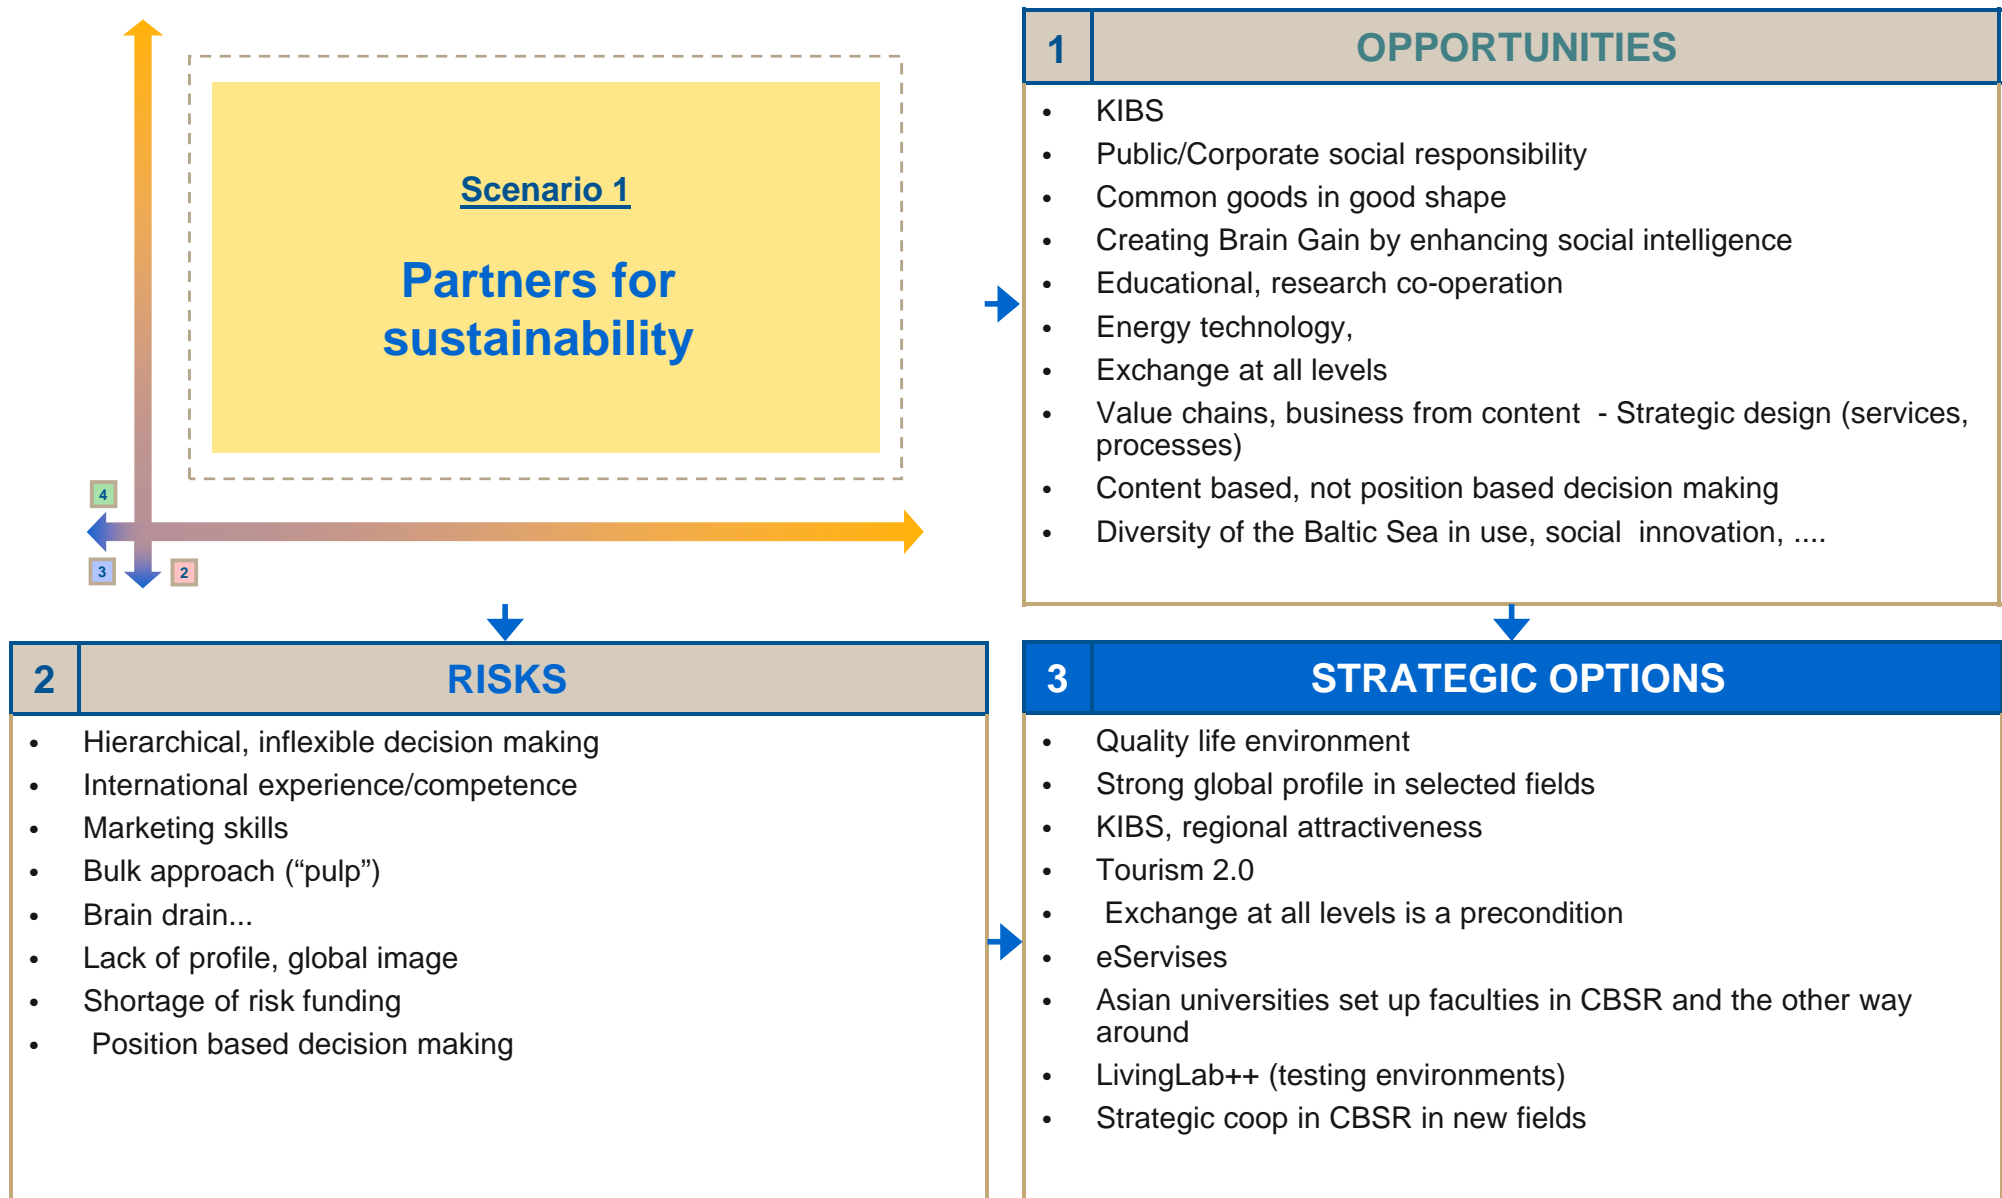 Scenario 1
Partners for
sustainability
4
3
2
1
OPPORTUNITIES
• KIBS
• Public/Corporate social responsibility
• Common goods in good shape
• Creating Brain Gain by enhancing social intelligence
• Educational, research co-operation
• Energy technology,
• Exchange at all levels
• Value chains, business from content  - Strategic design (services,
processes)
• Content based, not position based decision making
• Diversity of the Baltic Sea in use, social  innovation, ....
2
RISKS
• Hierarchical, inflexible decision making
• International experience/competence
• Marketing skills
• Bulk approach (“pulp”)
• Brain drain...
• Lack of profile, global image
• Shortage of risk funding
• Position based decision making
3
STRATEGIC OPTIONS
• Quality life environment
• Strong global profile in selected fields
• KIBS, regional attractiveness
• Tourism 2.0
• Exchange at all levels is a precondition
• eServises
• Asian universities set up faculties in CBSR and the other way
around
• LivingLab++ (testing environments)
• Strategic coop in CBSR in new fields